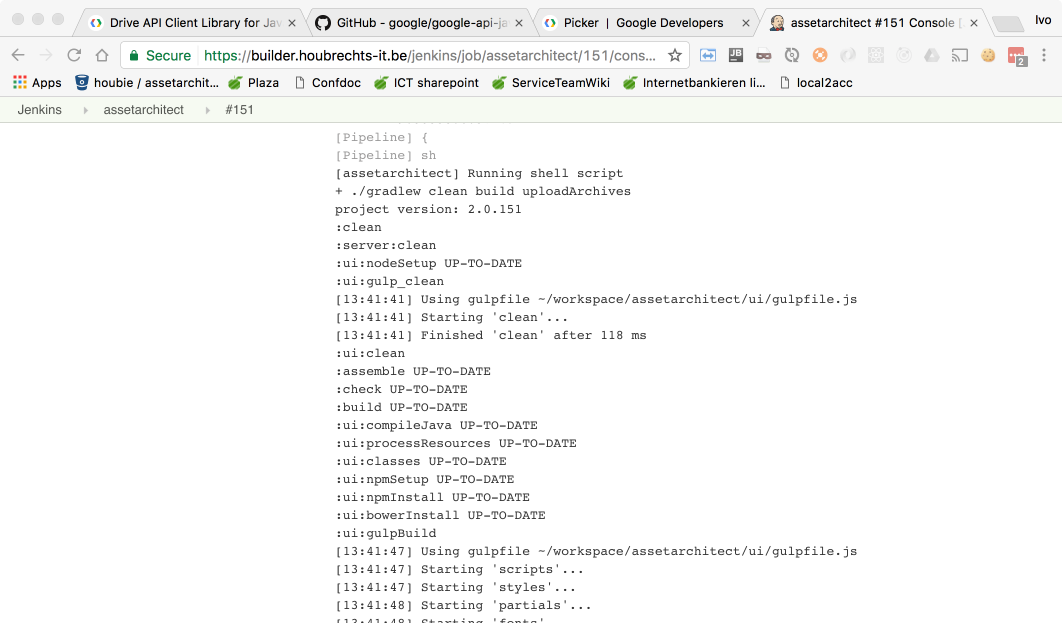 Drive API Client Library for Jav
GitHub - google/google-api-ja
Picker | Google Developers
assetarchitect #151 Console [
Ivo
Secure
https://builder.houbrechts-it.be/jenkins/job/assetarchitect/151/cons...
JB
2
Apps
houbie / assetarchit...
Plaza
Confdoc
ICT sharepoint
ServiceTeamWiki
Internetbankieren li...
local2acc
Jenkins
assetarchitect
#151
[Pipeline] {
[Pipeline] sh
[assetarchitect] Running shell script
+ ./gradlew clean build uploadArchives
project version: 2.0.151
:clean
:server:clean
:ui:nodeSetup UP-TO-DATE
:ui:gulp_clean
[13:41:41] Using gulpfile ~/workspace/assetarchitect/ui/gulpfile.js
[13:41:41] Starting 'clean'...
[13:41:41] Finished 'clean' after 118 ms
:ui:clean
:assemble UP-TO-DATE
:check UP-TO-DATE
:build UP-TO-DATE
:ui:compileJava UP-TO-DATE
:ui:processResources UP-TO-DATE
:ui:classes UP-TO-DATE
:ui:npmSetup UP-TO-DATE
:ui:npmInstall UP-TO-DATE
:ui:bowerInstall UP-TO-DATE
:ui:gulpBuild
[13:41:47] Using gulpfile ~/workspace/assetarchitect/ui/gulpfile.js
[13:41:47] Starting 'scripts'...
[13:41:47] Starting 'styles'...
[13:41:48] Starting 'partials'...
[13:41:48] Starting 'fonts'